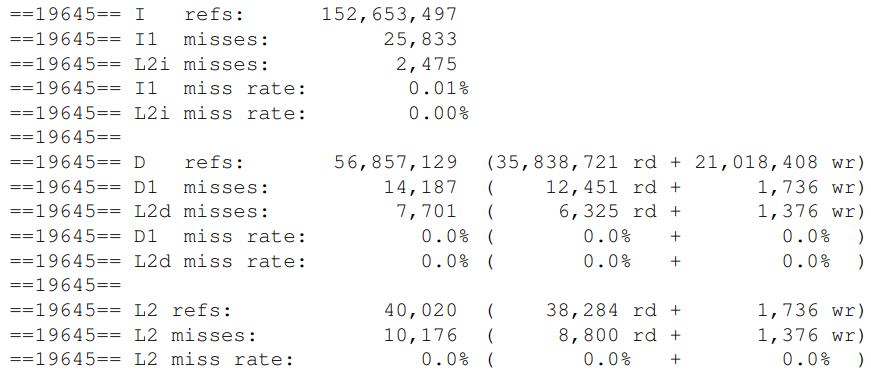 ==19645== I   refs:      152,653,497
==19645== I1  misses:         25,833
==19645== L2i misses:          2,475
==19645== I1  miss rate:        0.01%
==19645== L2i miss rate:        0.00%
==19645==
==19645== D   refs:       56,857,129  (35,838,721 rd + 21,018,408 wr)
==19645== D1  misses:         14,187  (    12,451 rd +      1,736 wr)
==19645== L2d misses:          7,701  (     6,325 rd +      1,376 wr)
==19645== D1  miss rate:         0.0% (       0.0%   +        0.0%  )
==19645== L2d miss rate:         0.0% (       0.0%   +        0.0%  )
==19645==
==19645== L2 refs:            40,020  (    38,284 rd +      1,736 wr)
==19645== L2 misses:          10,176  (     8,800 rd +      1,376 wr)
==19645== L2 miss rate:          0.0% (       0.0%   +        0.0%  )